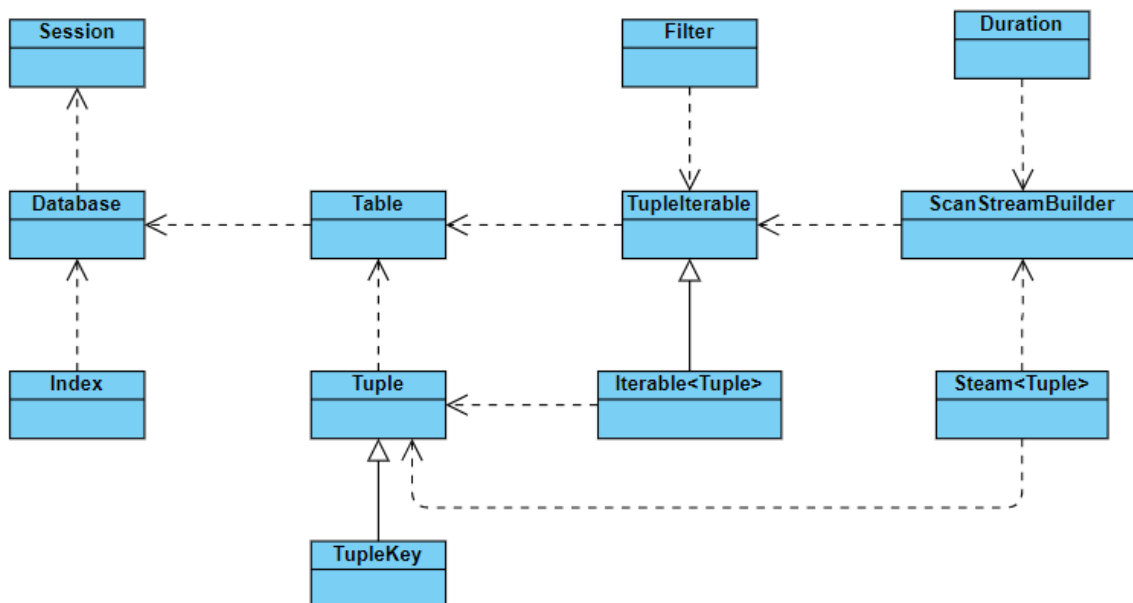 Session
Filter
Duration
Database
Table
TupleIterable
ScanStreamBuilder
Index
Tuple
Iterable<Tuple>
Steam<Tuple>
TupleKey